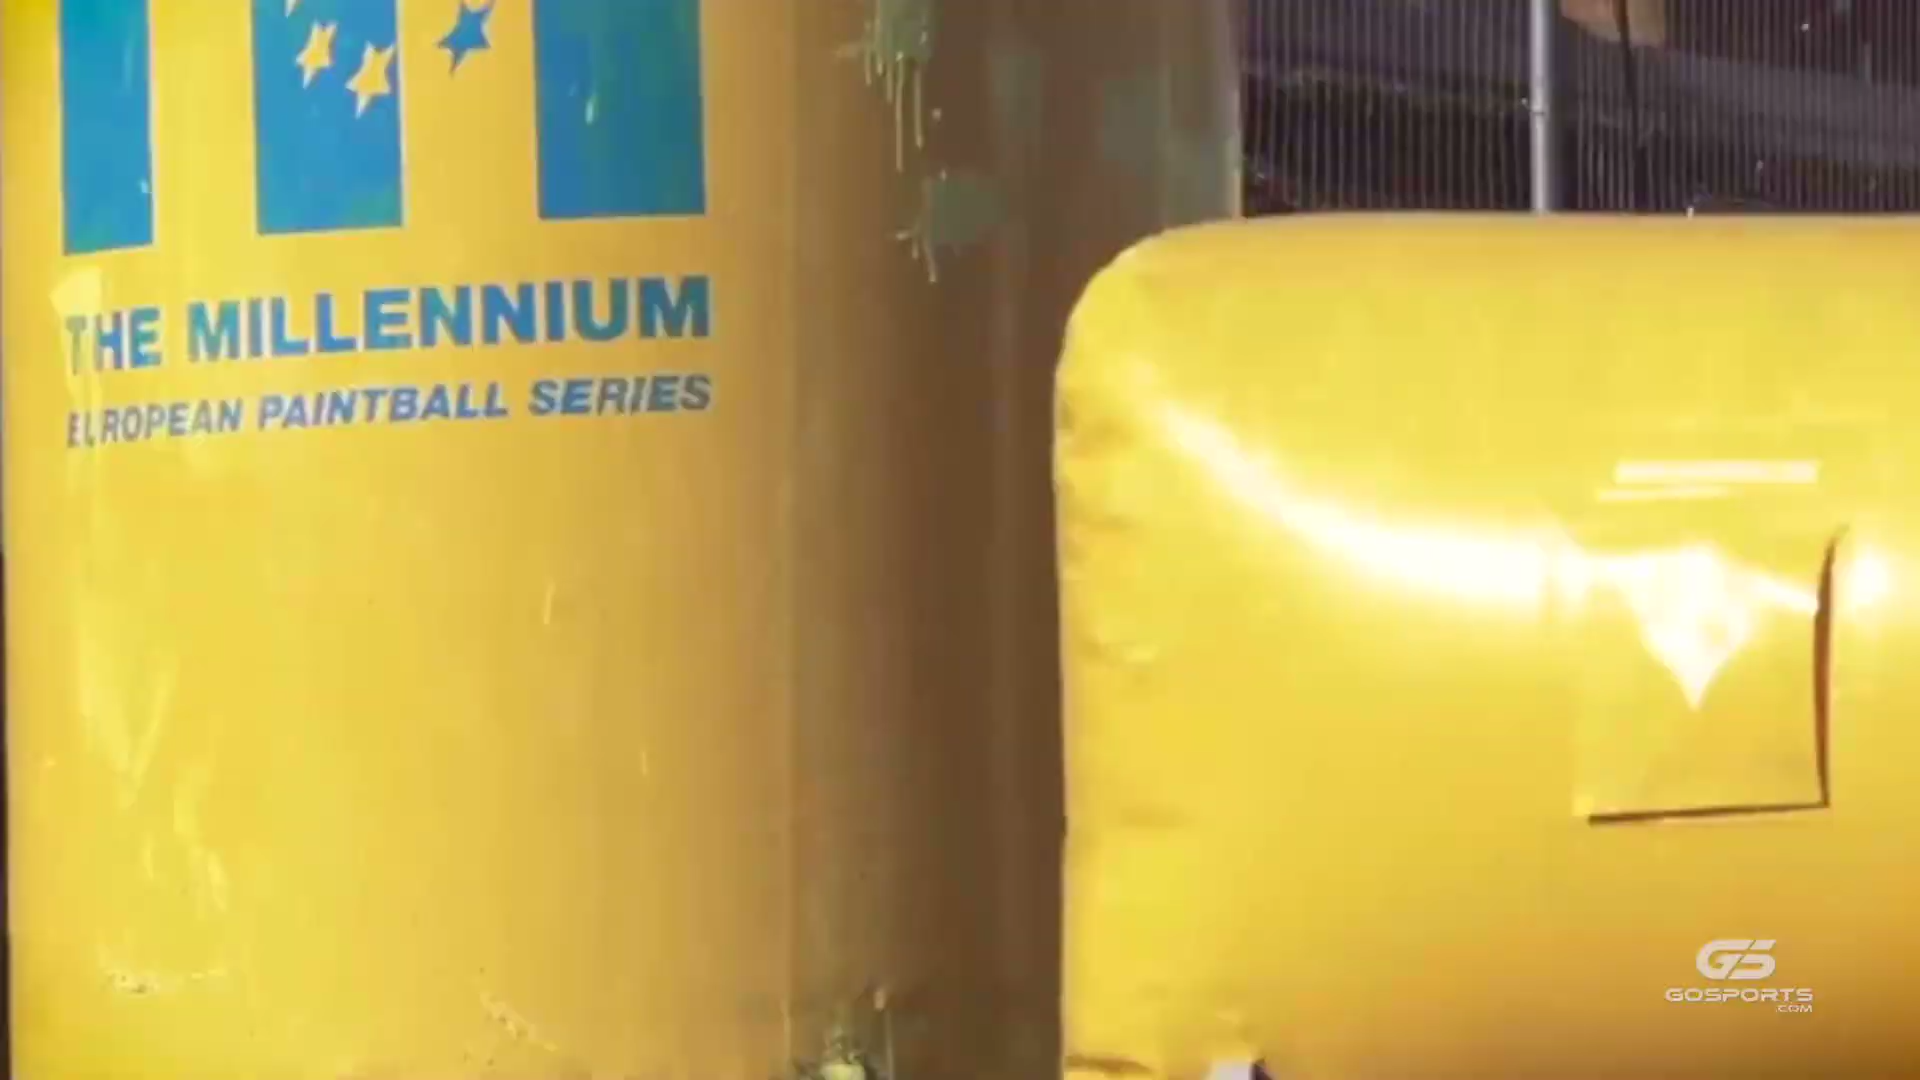 THE MILLENNIUM
EUROPEAN PAINTBALL SERIES
GS
GOSPORTS
.COM